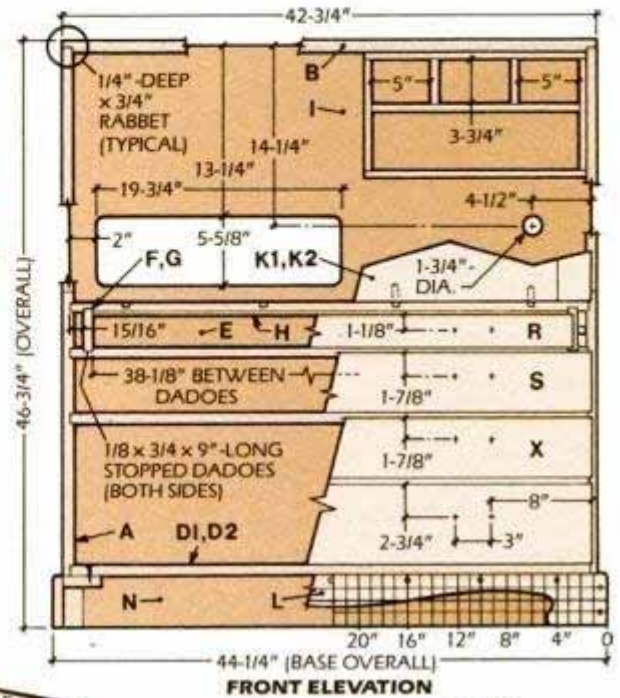 42-3/4"
1/4"-DEEP
x 3/4"
RABBET
(TYPICAL)
B
I
5"
5"
3-3/4"
14-1/4"
13-1/4"
19-3/4"
4-1/2"
2"
5-5/8"
F,G
K1,K2
1-3/4"-
DIA.
46-3/4" (OVERALL)
15/16"
E
H
1-1/8"
R
38-1/8" BETWEEN
DADOES
S
1-7/8"
1/8 x 3/4 x 9"-LONG
STOPPED DADOES
(BOTH SIDES)
1-7/8"
X
8"
A
D1,D2
2-3/4"
3"
N
L
20" 16" 12" 8" 4" 0
44-1/4" (BASE OVERALL)
FRONT ELEVATION